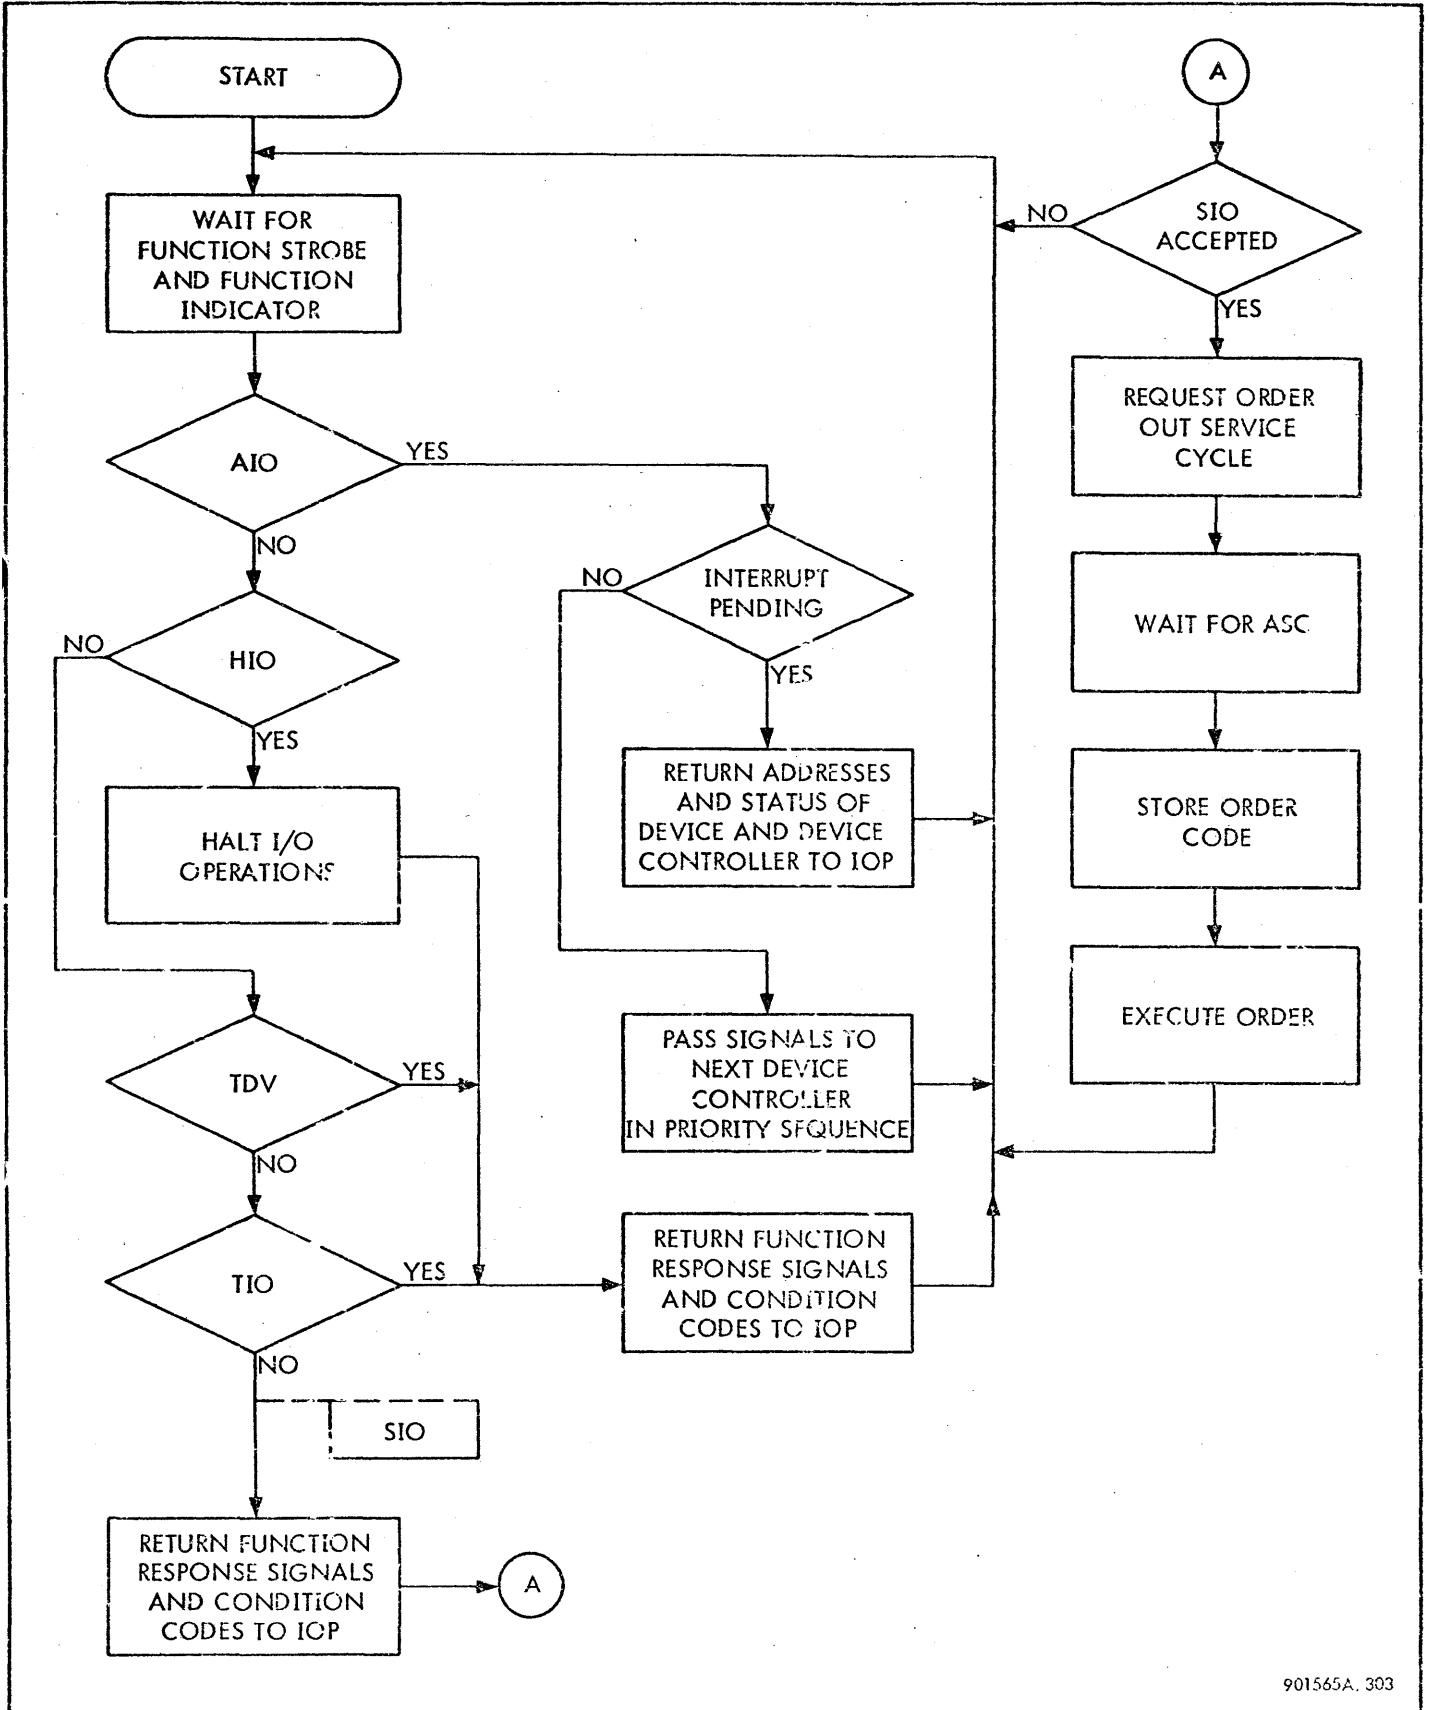 START
WAIT FOR
FUNCTION STROBE
AND FUNCTION
INDICATOR
AIO
YES
NO
HIO
NO
YES
HALT I/O
OPERATIONS
TDV
YES
NO
TIO
YES
NO
SIO
RETURN FUNCTION
RESPONSE SIGNALS
AND CONDITION
CODES TO IOP
A
INTERRUPT
PENDING
NO
YES
RETURN ADDRESSES
AND STATUS OF
DEVICE AND DEVICE
CONTROLLER TO IOP
PASS SIGNALS TO
NEXT DEVICE
CONTROLLER
IN PRIORITY SEQUENCE
RETURN FUNCTION
RESPONSE SIGNALS
AND CONDITION
CODES TO IOP
A
SIO
ACCEPTED
NO
YES
REQUEST ORDER
OUT SERVICE
CYCLE
WAIT FOR ASC
STORE ORDER
CODE
EXECUTE ORDER
901565A. 303